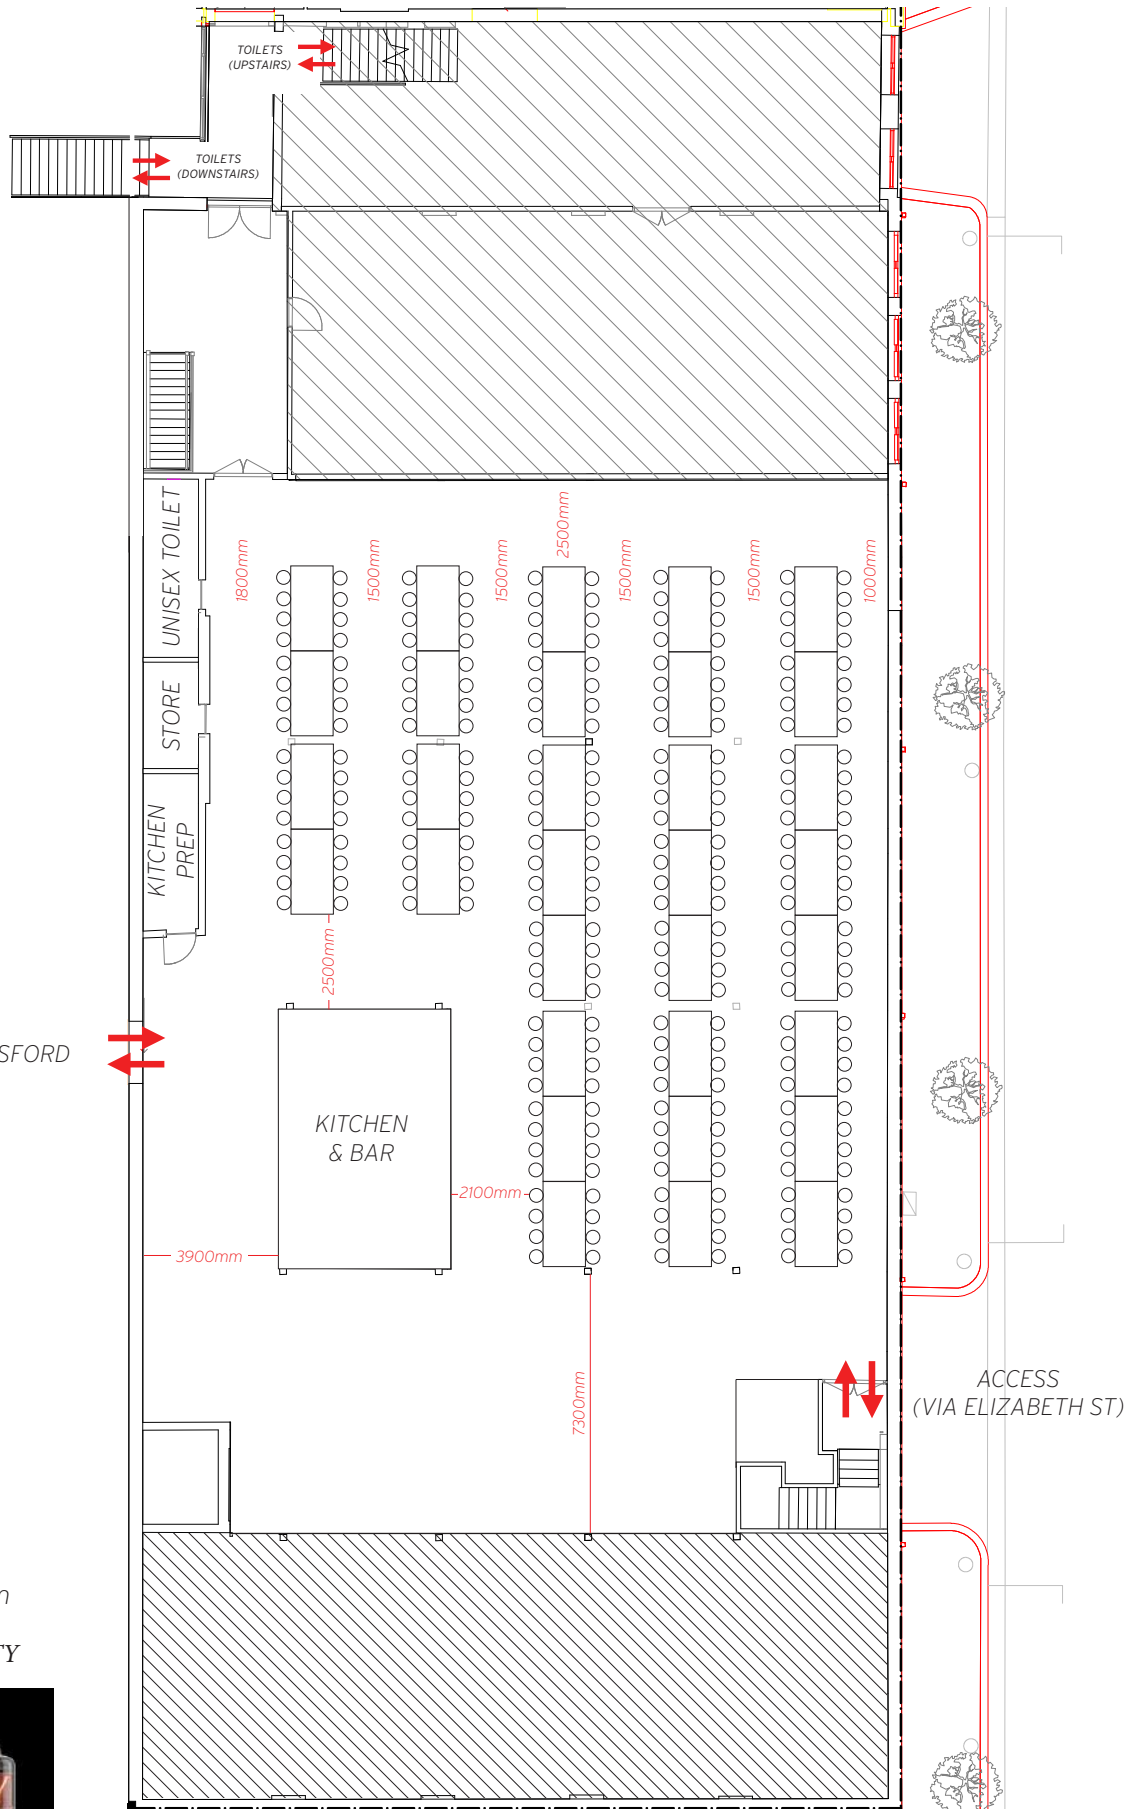 TOILETS
(UPSTAIRS)
TOILETS
(DOWNSTAIRS)
UNISEX TOILET
STORE
KITCHEN
PREP
1800mm
1500mm
1500mm
2500mm
1500mm
1500mm
1000mm
2500mm
SFORD
KITCHEN
& BAR
2100mm
3900mm
7300mm
ACCESS
(VIA ELIZABETH ST)
TY